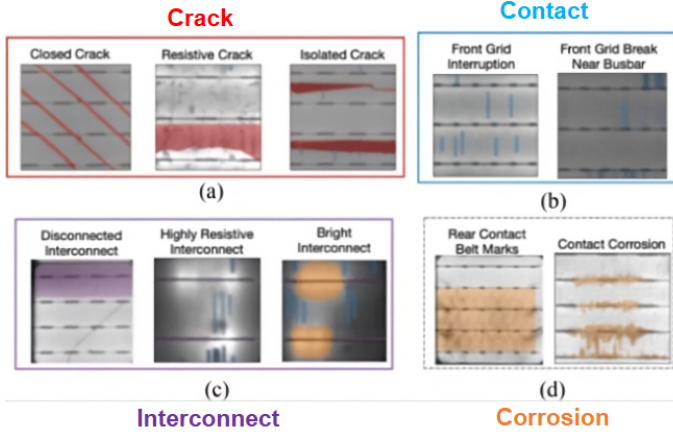 Crack
Contact
Closed Crack
Resistive Crack
Isolated Crack
Front Grid
Interruption
Front Grid Break
Near Busbar
(a)
(b)
Disconnected
Interconnect
Highly Resistive
Interconnect
Bright
Interconnect
Rear Contact
Belt Marks
Contact Corrosion
(c)
(d)
Interconnect
Corrosion